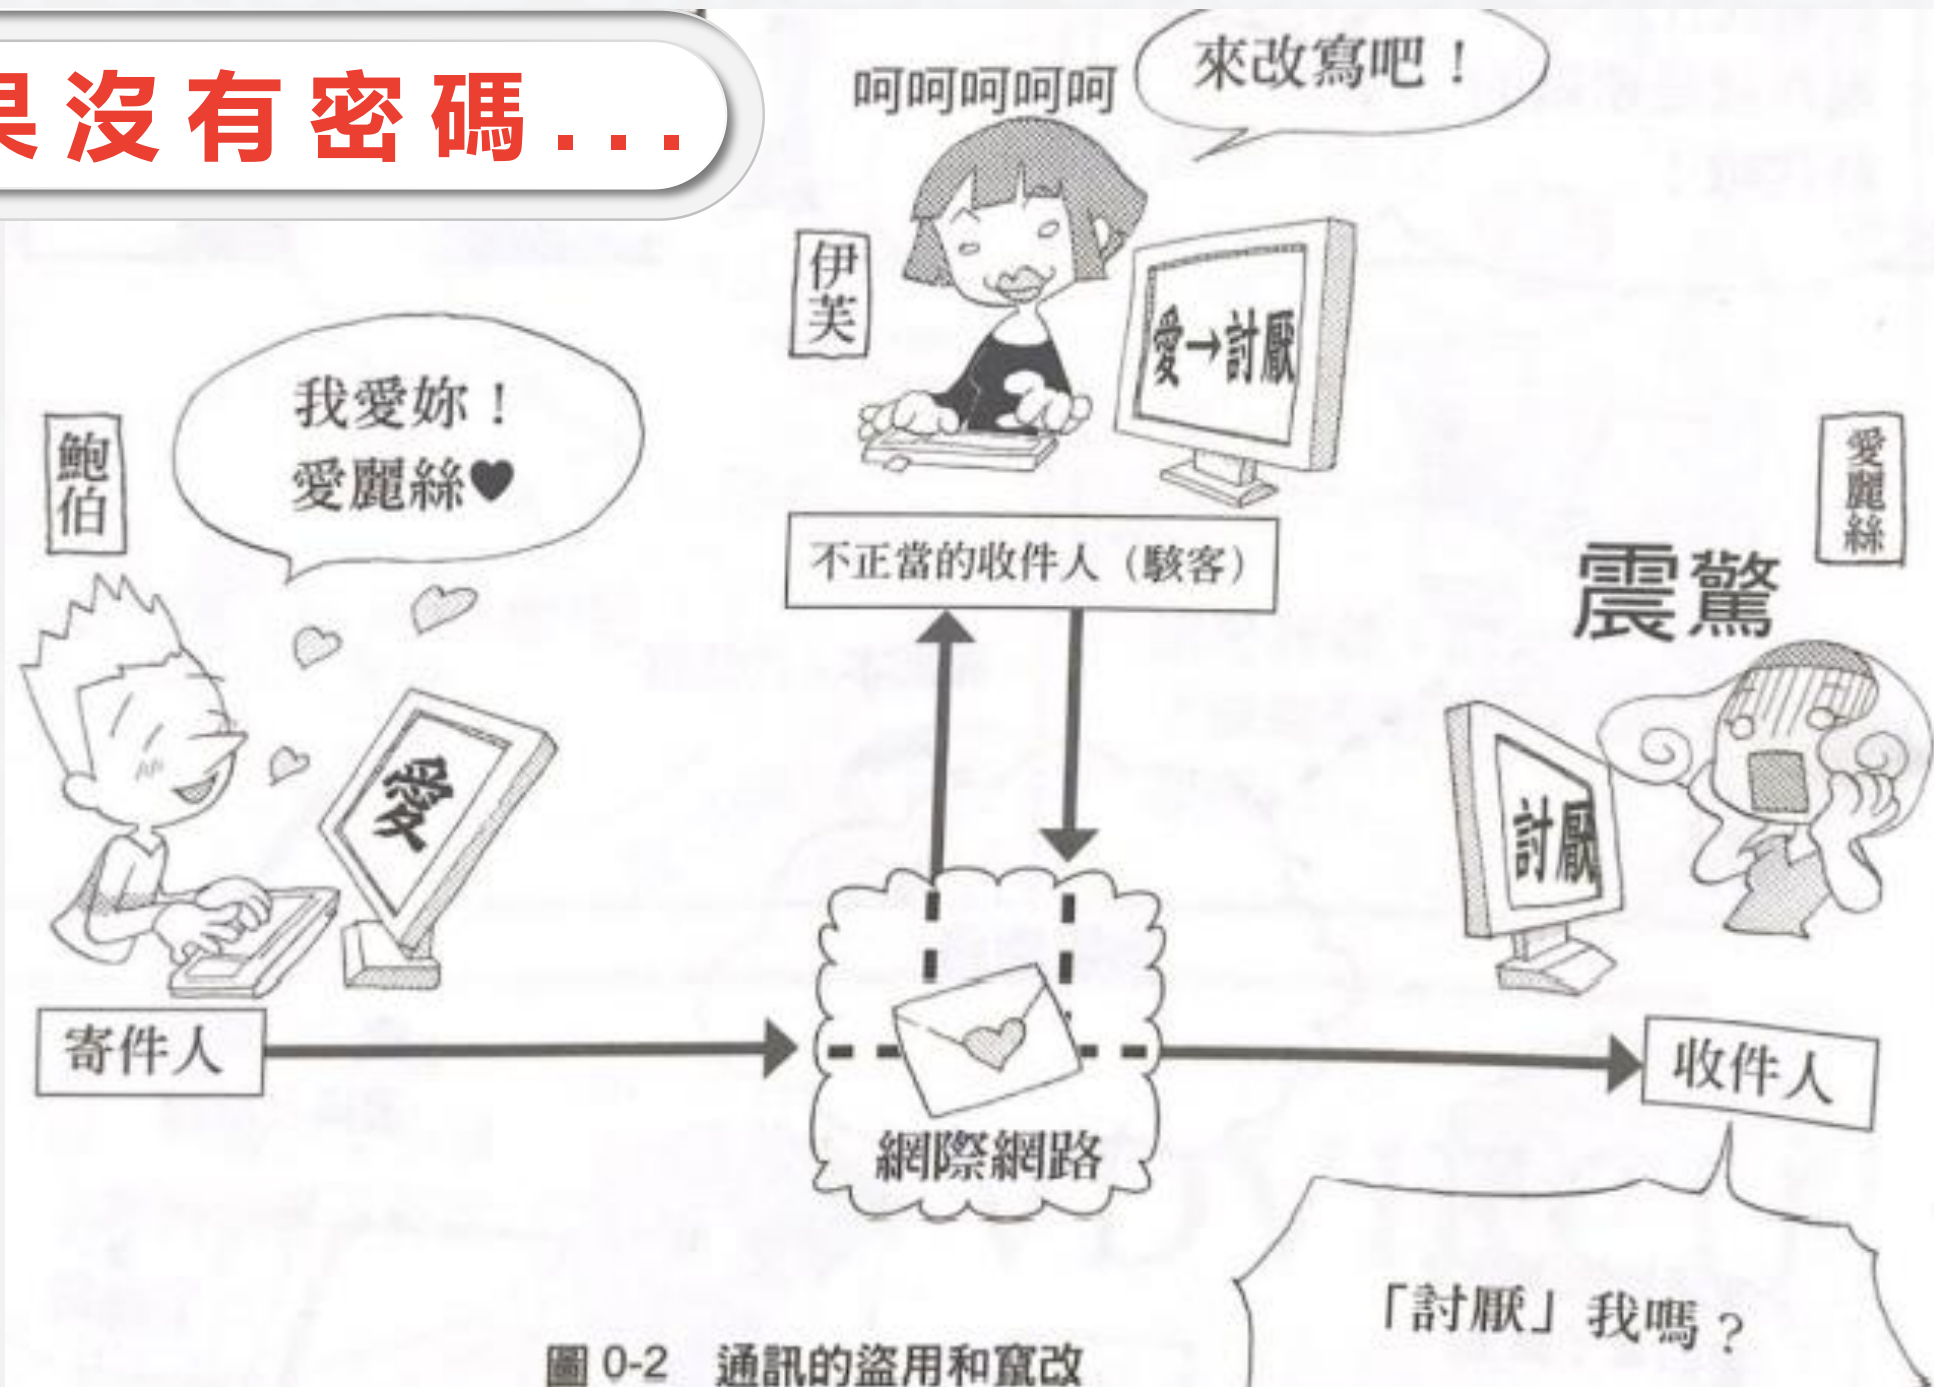 果沒有密碼...
呵呵呵呵呵
來改寫吧！
伊芙
愛→討厭
不正當的收件人（駭客）
我愛妳！
愛麗絲♥
鮑伯
愛
寄件人
網際網路
愛麗絲
震驚
討厭
收件人
「討厭」我嗎？
圖 0-2 通訊的盜用和竄改